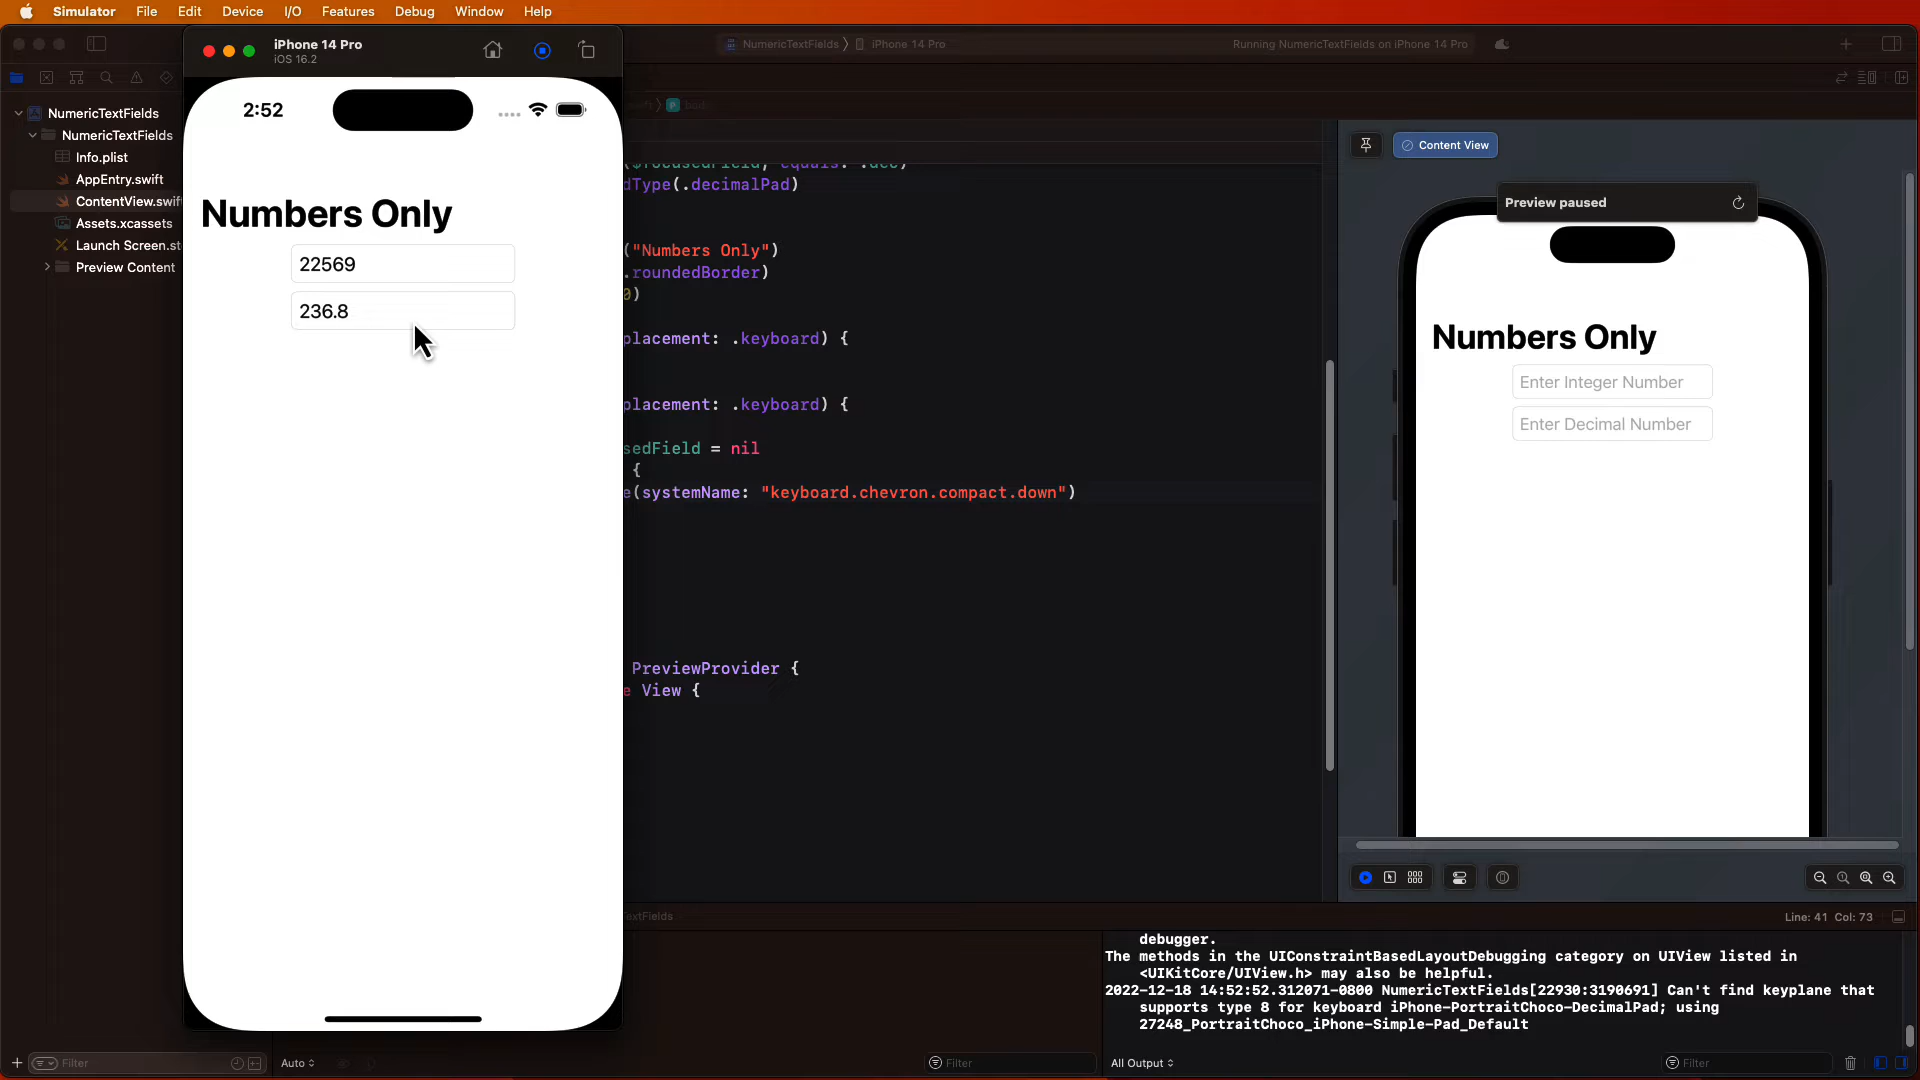 Simulator File Edit Device I/O Features Debug Window Help
iPhone 14 Pro
iOS 16.2
NumericTextFields
iPhone 14 Pro
Running NumericTextFields on iPhone 14 Pro
2:52
NumericTextFields
NumericTextFields
Info.plist
AppEntry.swift
ContentView.swif
Assets.xcassets
Launch Screen.st
Preview Content
Numbers Only
22569
236.8
($focusedField, equals: .dec)
dType(.decimalPad)
("Numbers Only")
.roundedBorder)
0)
placement: .keyboard) {
placement: .keyboard) {
sedField = nil
{
e(systemName: "keyboard.chevron.compact.down")
PreviewProvider {
e View {
Content View
Preview paused
Numbers Only
Enter Integer Number
Enter Decimal Number
TextFields
Line: 41 Col: 73
debugger.
The methods in the UIConstraintBasedLayoutDebugging category on UIView listed in
<UIKitCore/UIView.h> may also be helpful.
2022-12-18 14:52:52.312071-0800 NumericTextFields[22930:3190691] Can't find keyplane that
supports type 8 for keyboard iPhone-PortraitChoco-DecimalPad; using
27248_PortraitChoco_iPhone-Simple-Pad_Default
Filter
Auto
Filter
All Output
Filter